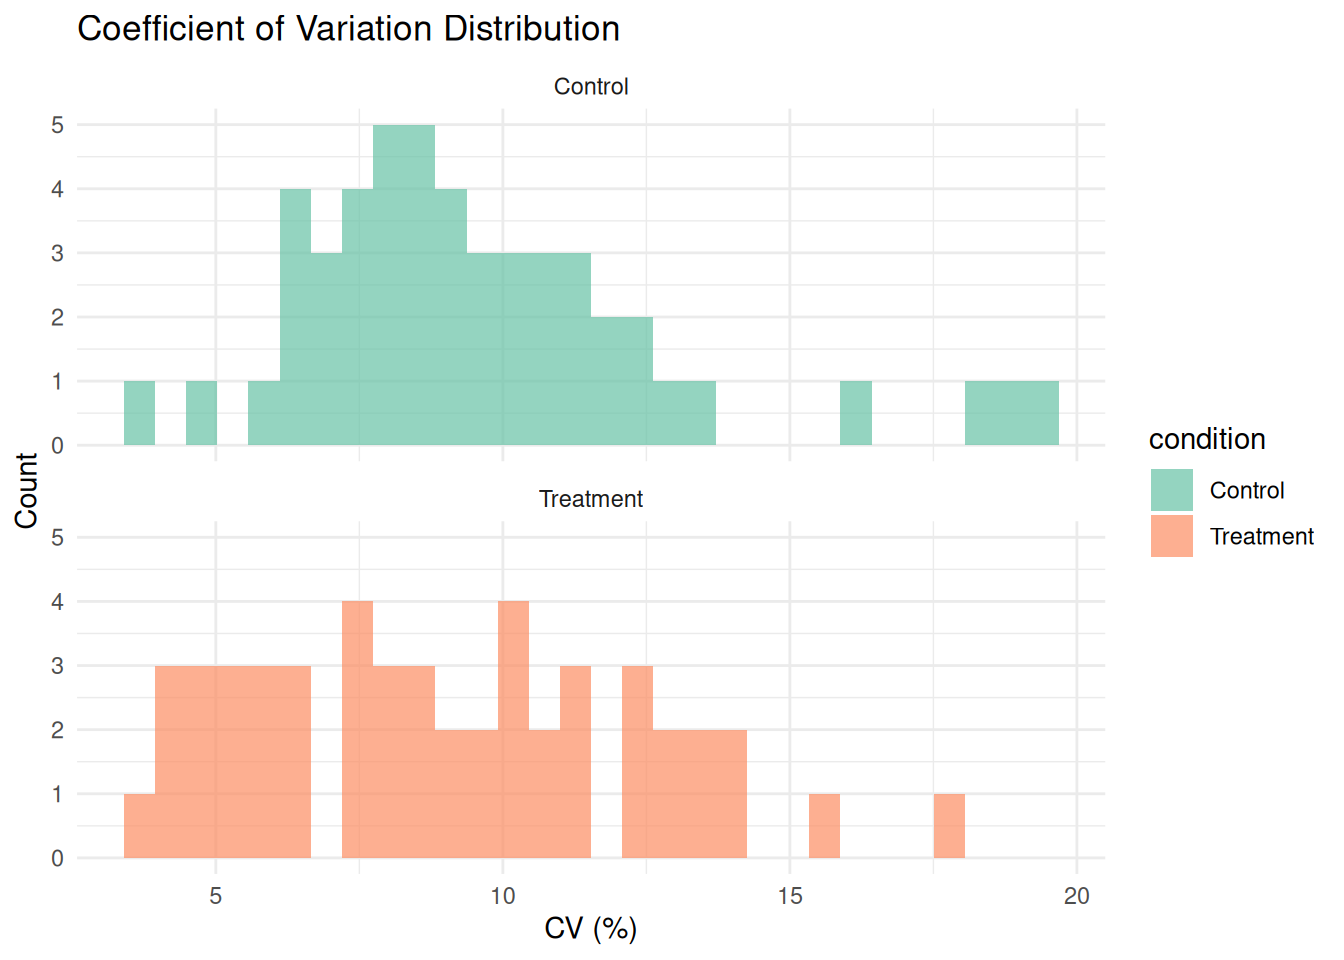 Coefficient of Variation Distribution
Control
5
4
3
2
1
0
Count
Treatment
5
4
3
2
1
0
5 10 15 20
CV (%)
condition
Control
Treatment